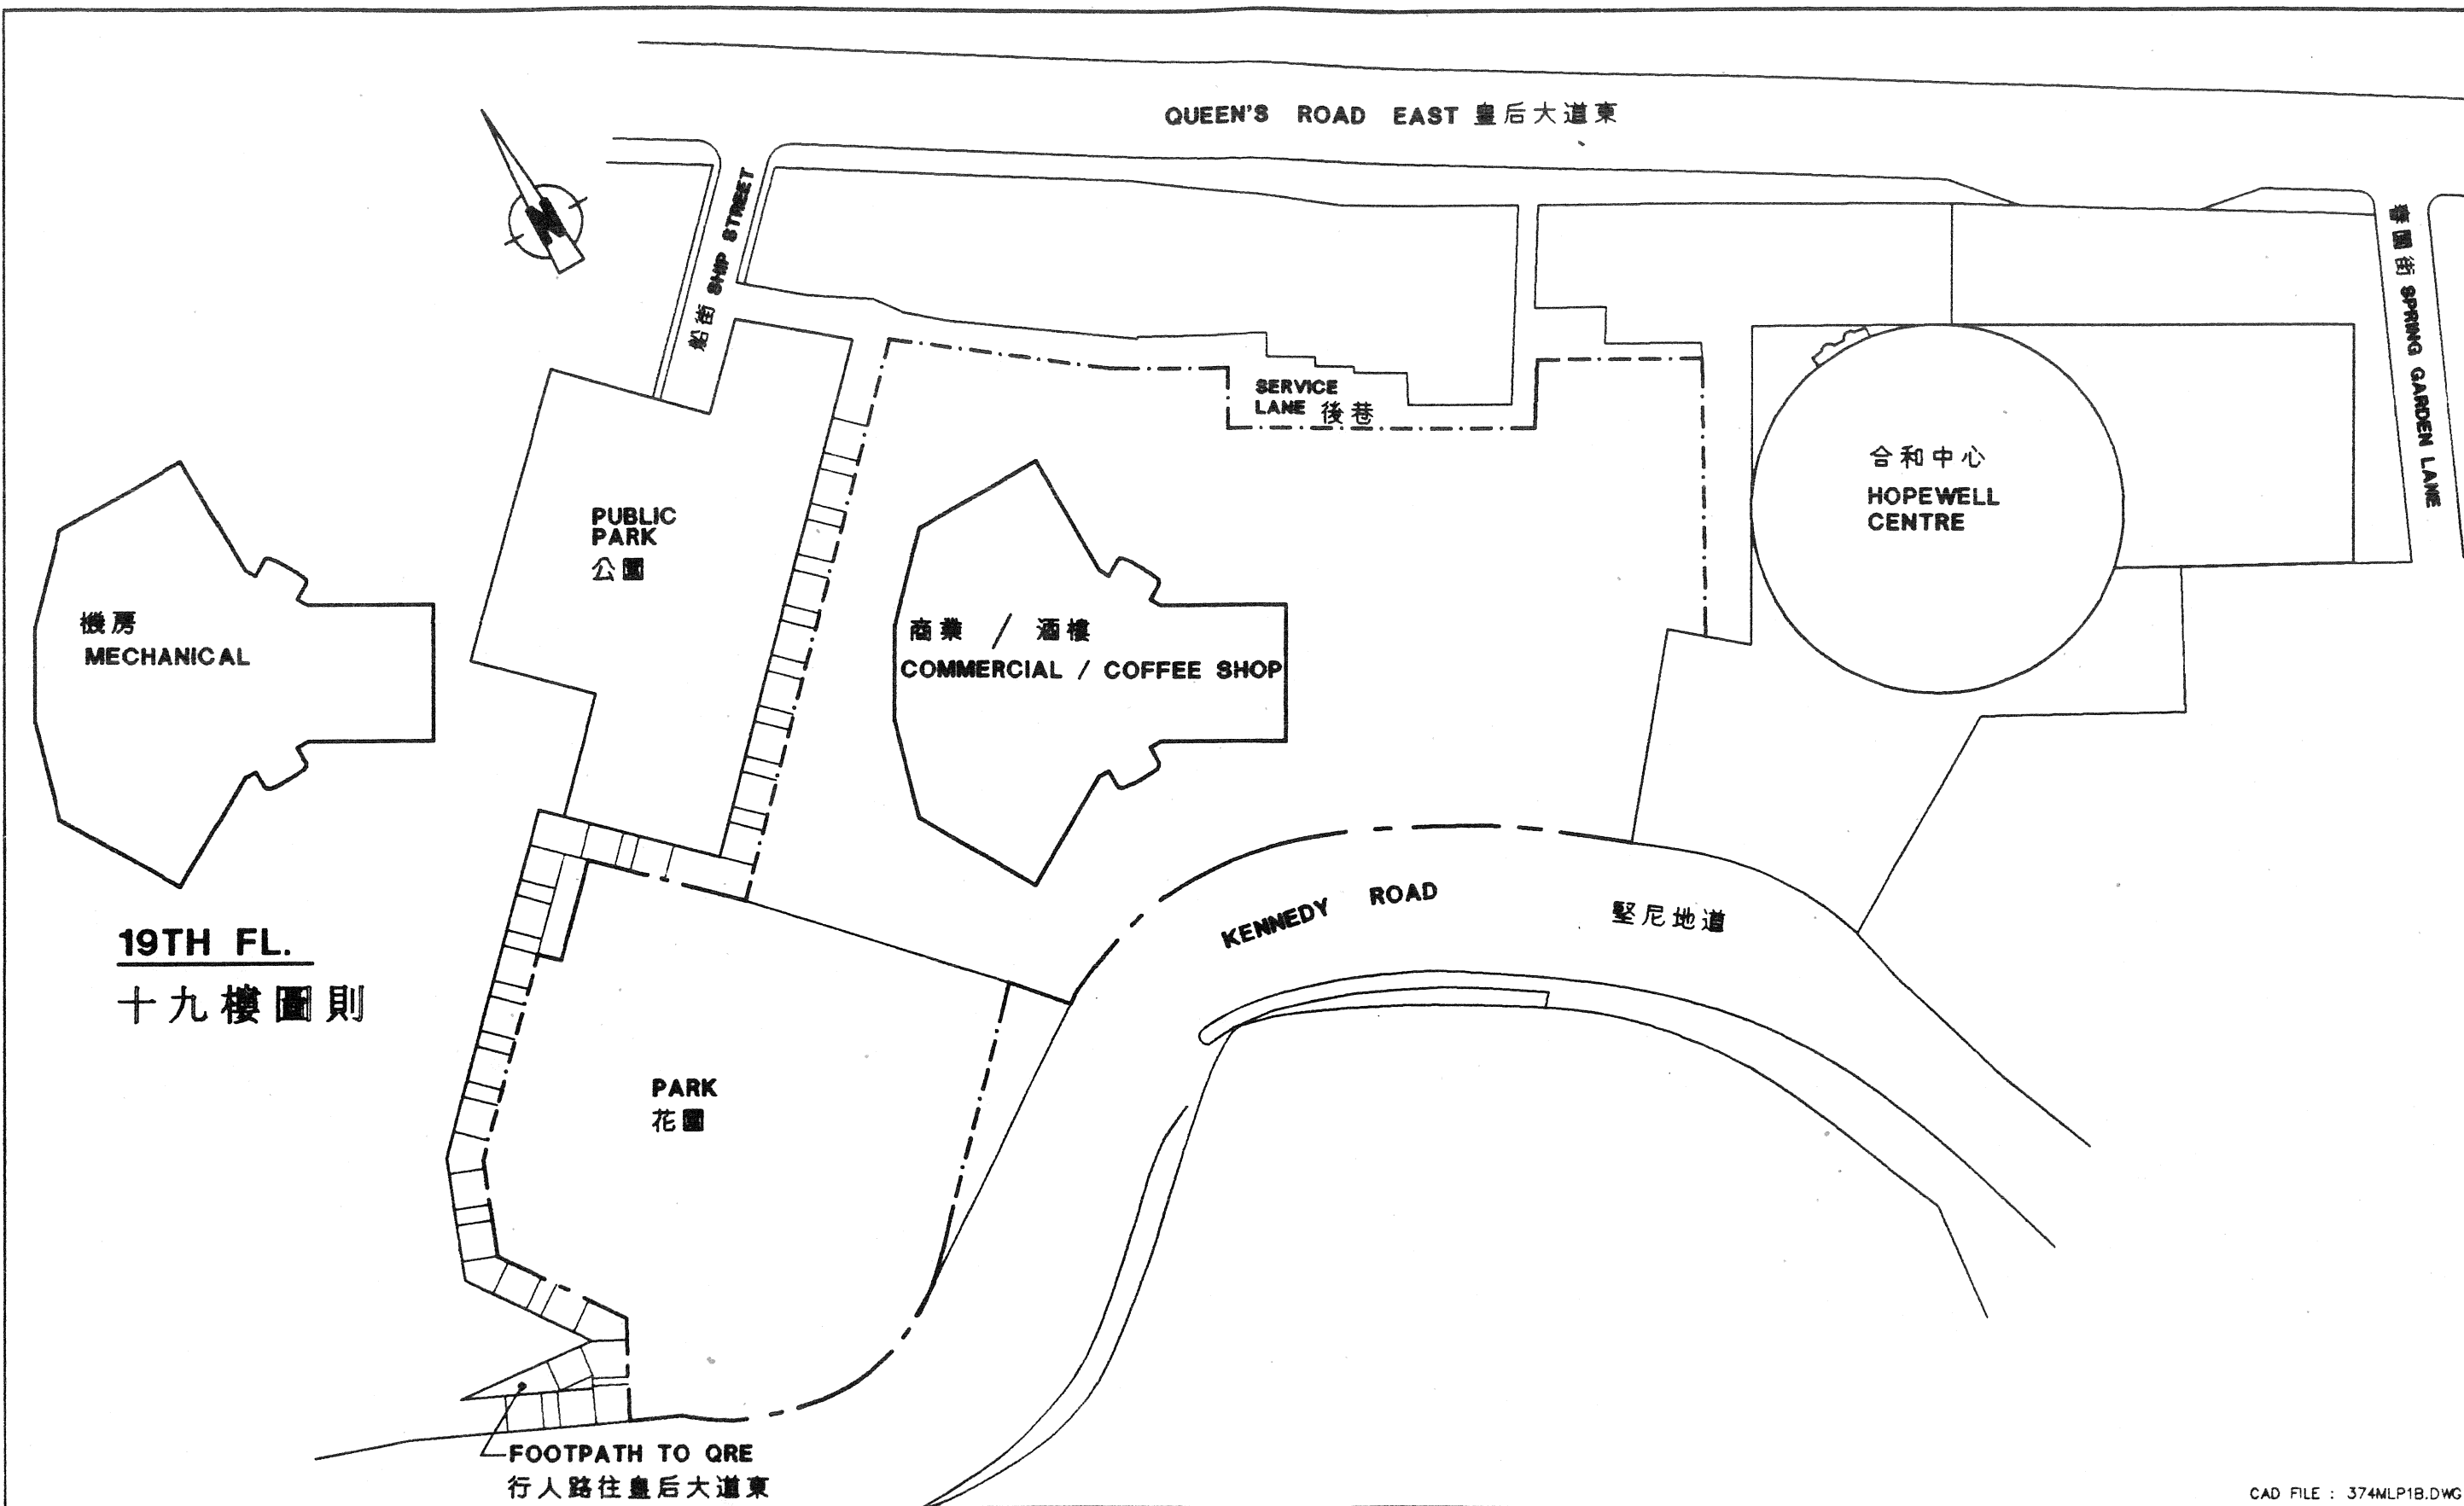 QUEEN'S ROAD EAST 皇后大道東
N
船街 SHIP STREET
春園街 SPRING GARDEN LANE
SERVICE
LANE 後巷
合和中心
HOPEWELL
CENTRE
PUBLIC
PARK
公園
機房
MECHANICAL
商業 / 酒樓
COMMERCIAL / COFFEE SHOP
19TH FL.
十九樓圖則
KENNEDY ROAD 堅尼地道
PARK
花園
FOOTPATH TO QRE
行人路往皇后大道東
CAD FILE : 374MLP1B.DWG